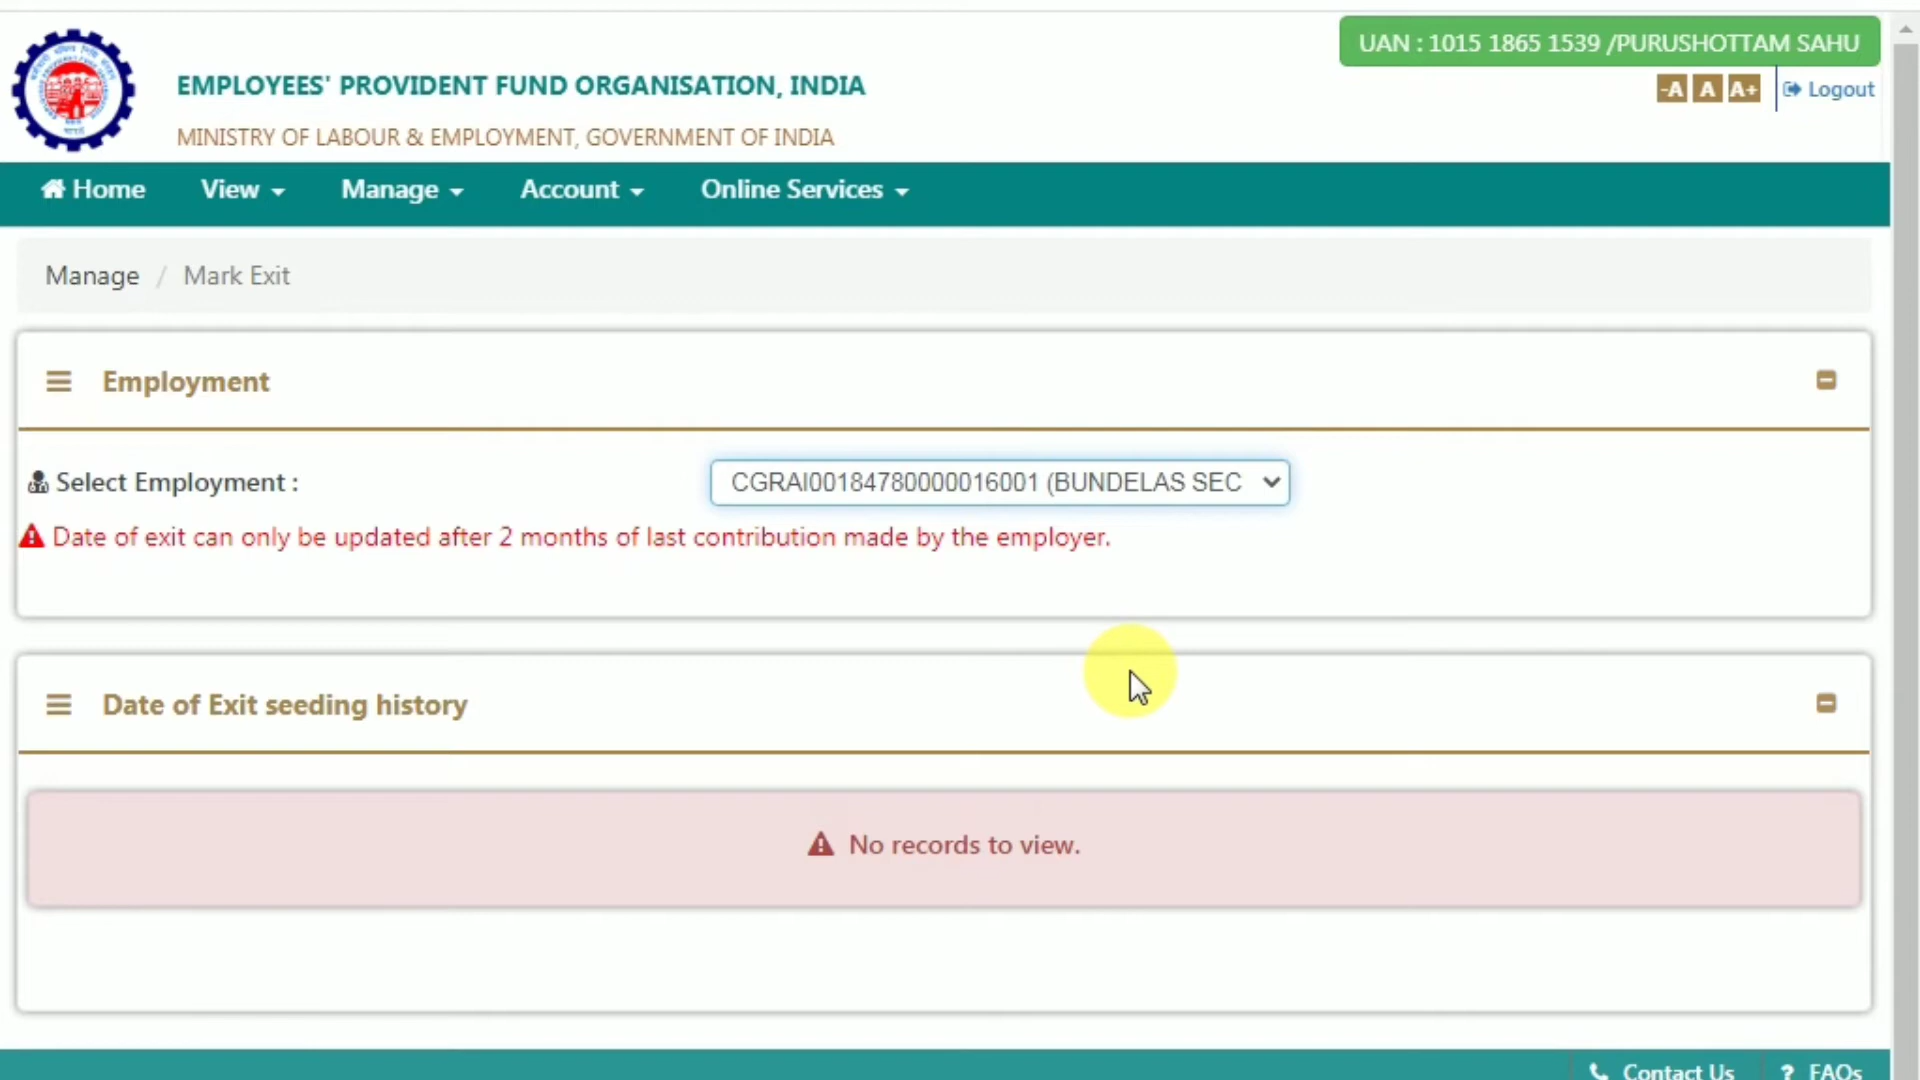 UAN : 1015 1865 1539 /PURUSHOTTAM SAHU
EMPLOYEES' PROVIDENT FUND ORGANISATION, INDIA
-A A A+ Logout
MINISTRY OF LABOUR & EMPLOYMENT, GOVERNMENT OF INDIA
Home View Manage Account Online Services
Manage / Mark Exit
Employment
Select Employment : CGRAI00184780000016001 (BUNDELAS SEC
Date of exit can only be updated after 2 months of last contribution made by the employer.
Date of Exit seeding history
No records to view.
Contact Us ? FAQs